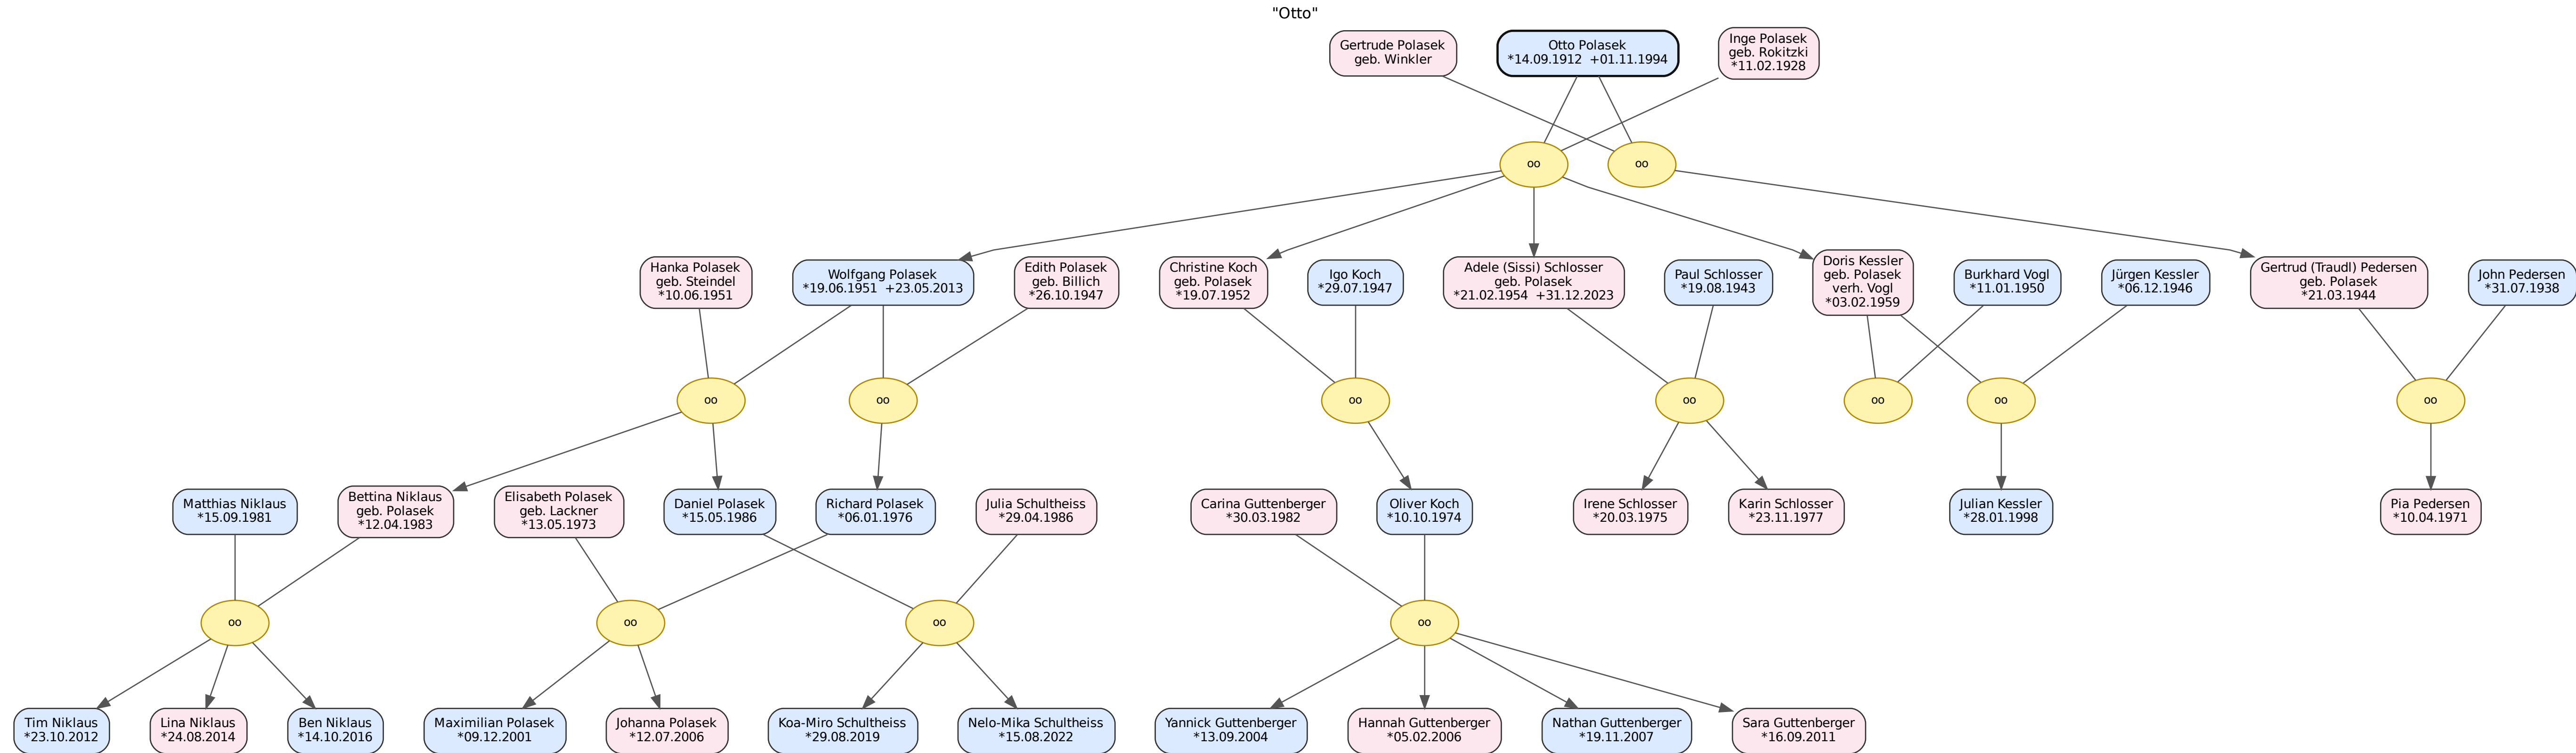 "Otto"
Gertrude Polasek
geb. Winkler
Otto Polasek
*14.09.1912  +01.11.1994
Inge Polasek
geb. Rokitzki
*11.02.1928
oo
oo
Hanka Polasek
geb. Steindel
*10.06.1951
Wolfgang Polasek
*19.06.1951  +23.05.2013
Edith Polasek
geb. Billich
*26.10.1947
Christine Koch
geb. Polasek
*19.07.1952
Igo Koch
*29.07.1947
Adele (Sissi) Schlosser
geb. Polasek
*21.02.1954  +31.12.2023
Paul Schlosser
*19.08.1943
Doris Kessler
geb. Polasek
verh. Vogl
*03.02.1959
Burkhard Vogl
*11.01.1950
Jürgen Kessler
*06.12.1946
Gertrud (Traudl) Pedersen
geb. Polasek
*21.03.1944
John Pedersen
*31.07.1938
oo
oo
oo
oo
oo
oo
oo
Matthias Niklaus
*15.09.1981
Bettina Niklaus
geb. Polasek
*12.04.1983
Elisabeth Polasek
geb. Lackner
*13.05.1973
Daniel Polasek
*15.05.1986
Richard Polasek
*06.01.1976
Julia Schultheiss
*29.04.1986
Carina Guttenberger
*30.03.1982
Oliver Koch
*10.10.1974
Irene Schlosser
*20.03.1975
Karin Schlosser
*23.11.1977
Julian Kessler
*28.01.1998
Pia Pedersen
*10.04.1971
oo
oo
oo
oo
Tim Niklaus
*23.10.2012
Lina Niklaus
*24.08.2014
Ben Niklaus
*14.10.2016
Maximilian Polasek
*09.12.2001
Johanna Polasek
*12.07.2006
Koa-Miro Schultheiss
*29.08.2019
Nelo-Mika Schultheiss
*15.08.2022
Yannick Guttenberger
*13.09.2004
Hannah Guttenberger
*05.02.2006
Nathan Guttenberger
*19.11.2007
Sara Guttenberger
*16.09.2011